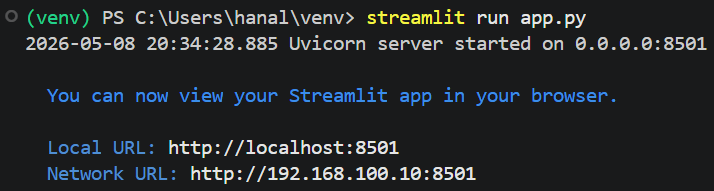 (venv) PS C:\Users\hanal\venv> streamlit run app.py
2026-05-08 20:34:28.885 Uvicorn server started on 0.0.0.0:8501
You can now view your Streamlit app in your browser.
Local URL: http://localhost:8501
Network URL: http://192.168.100.10:8501